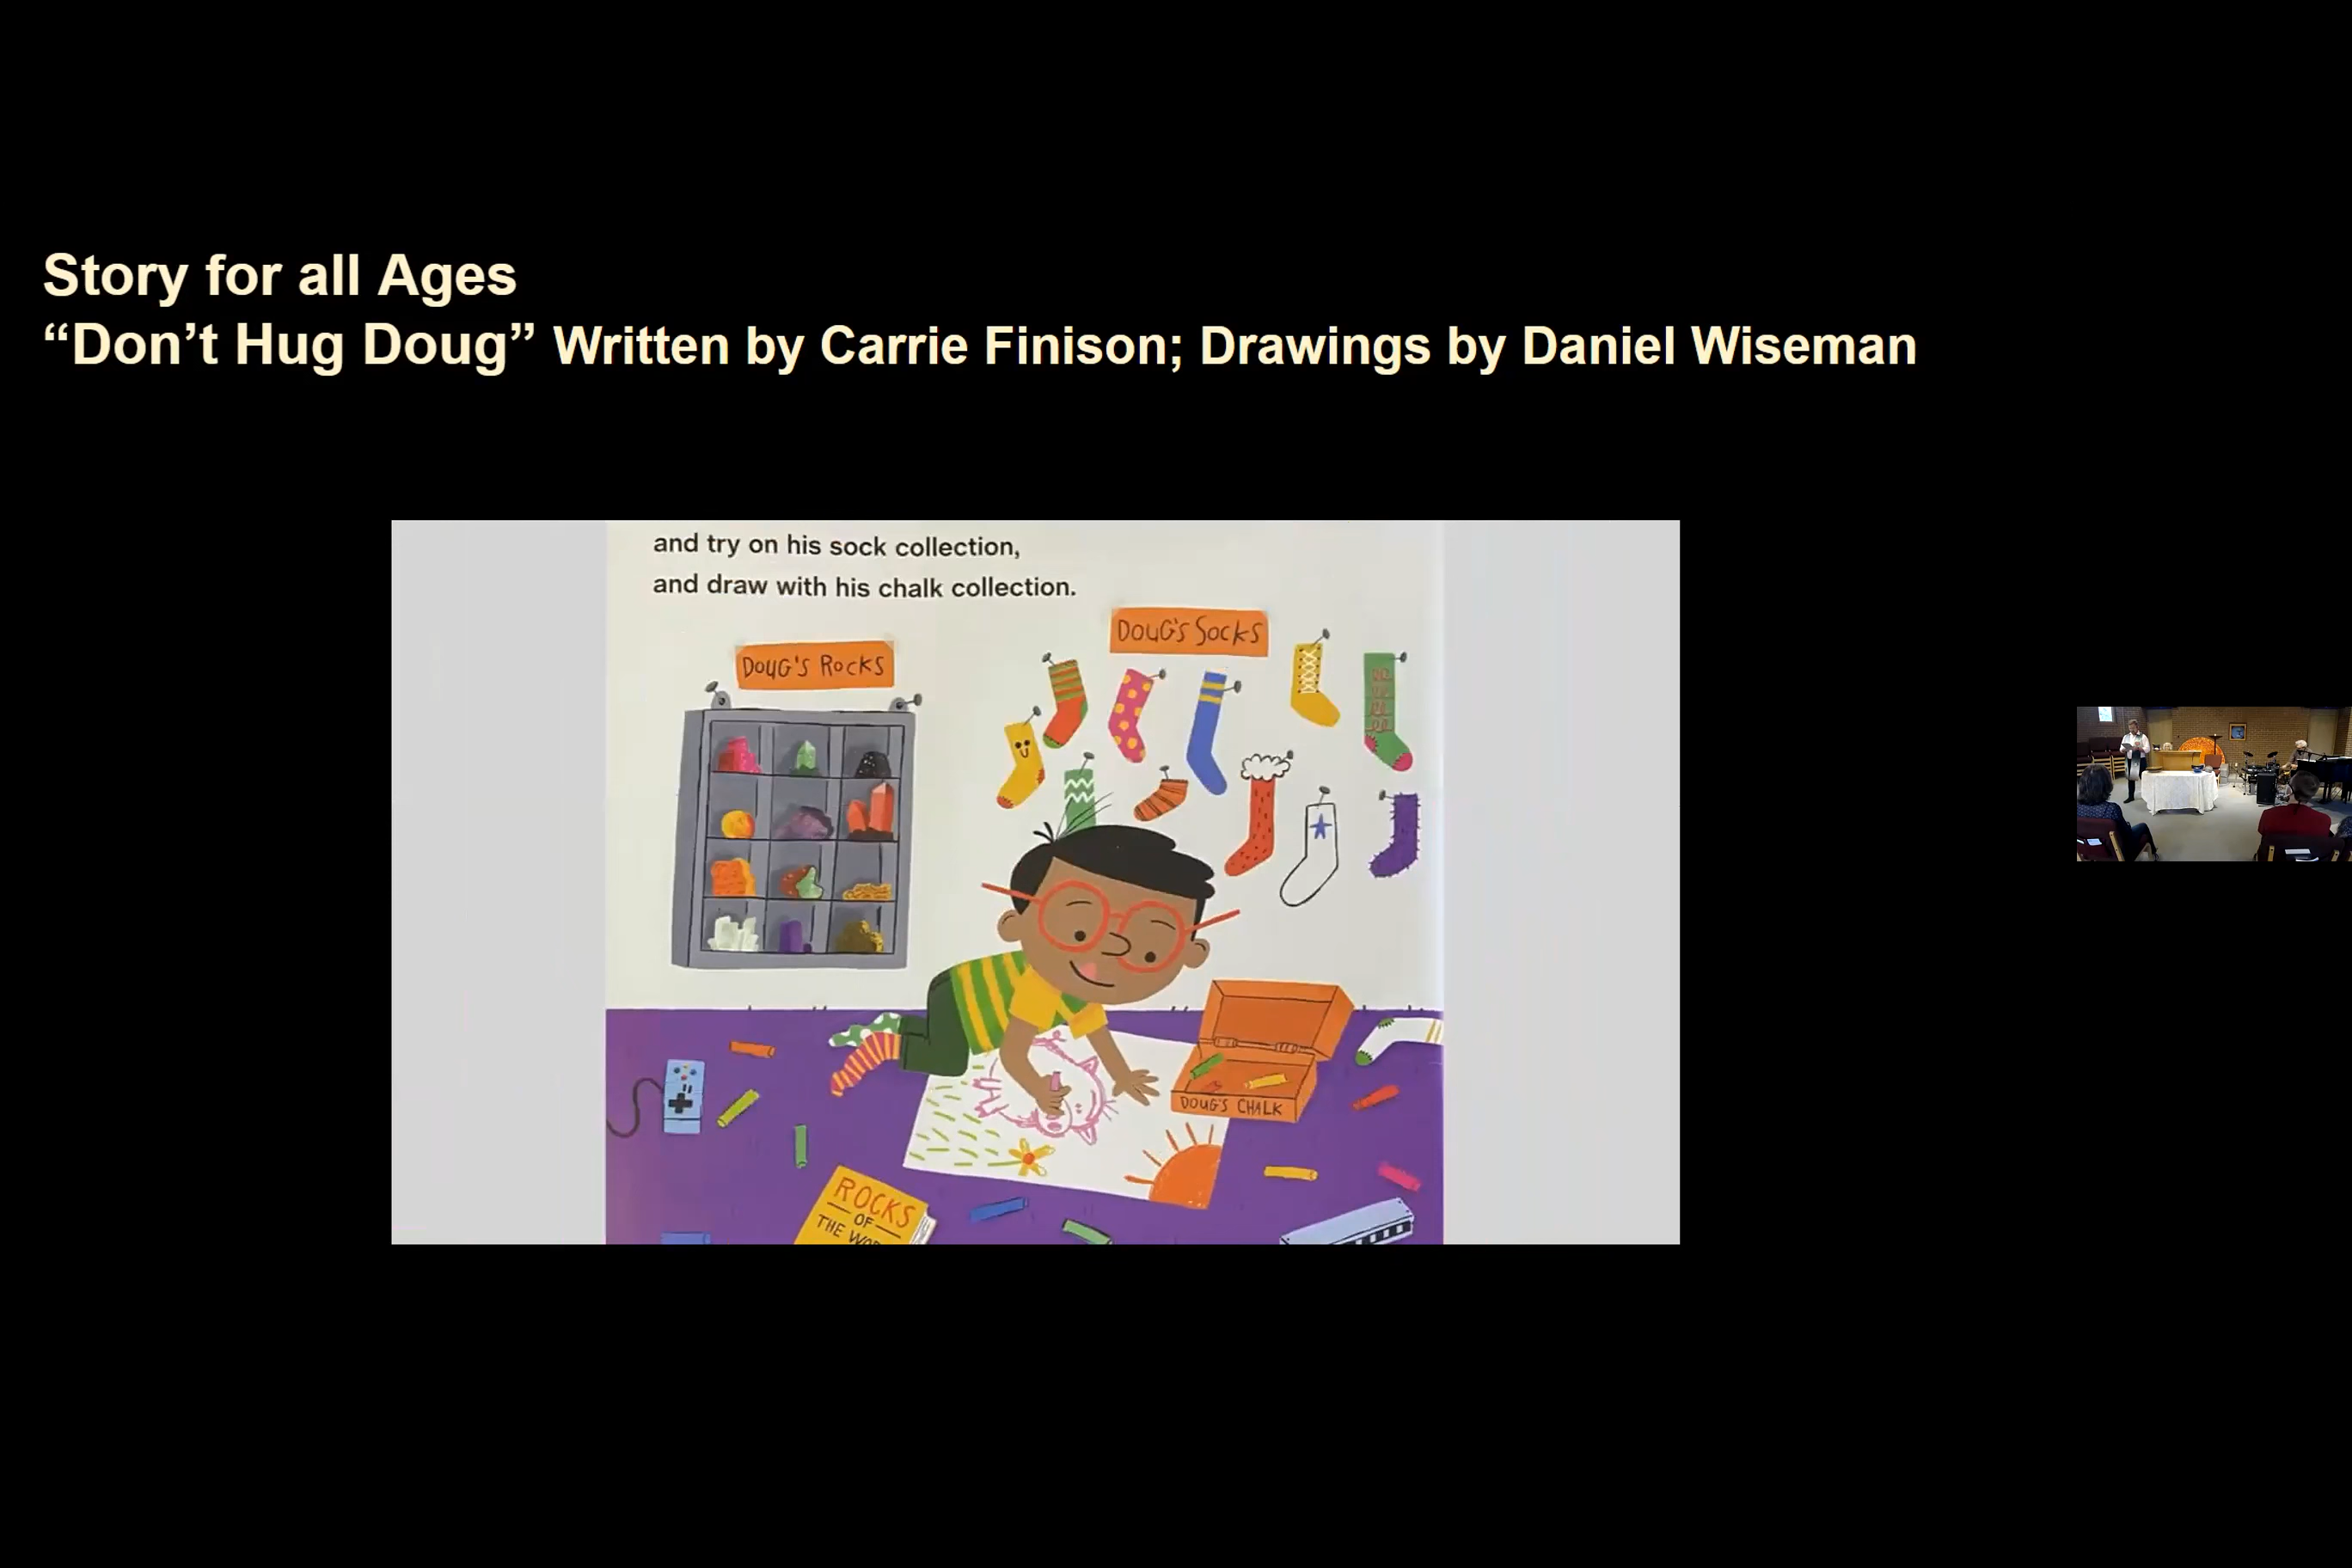 Story for all Ages
“Don’t Hug Doug” Written by Carrie Finison; Drawings by Daniel Wiseman
and try on his sock collection,
and draw with his chalk collection.
DOUG'S SOCKS
DOUG'S ROCKS
DOUG'S CHALK
ROCKS
OF
THE